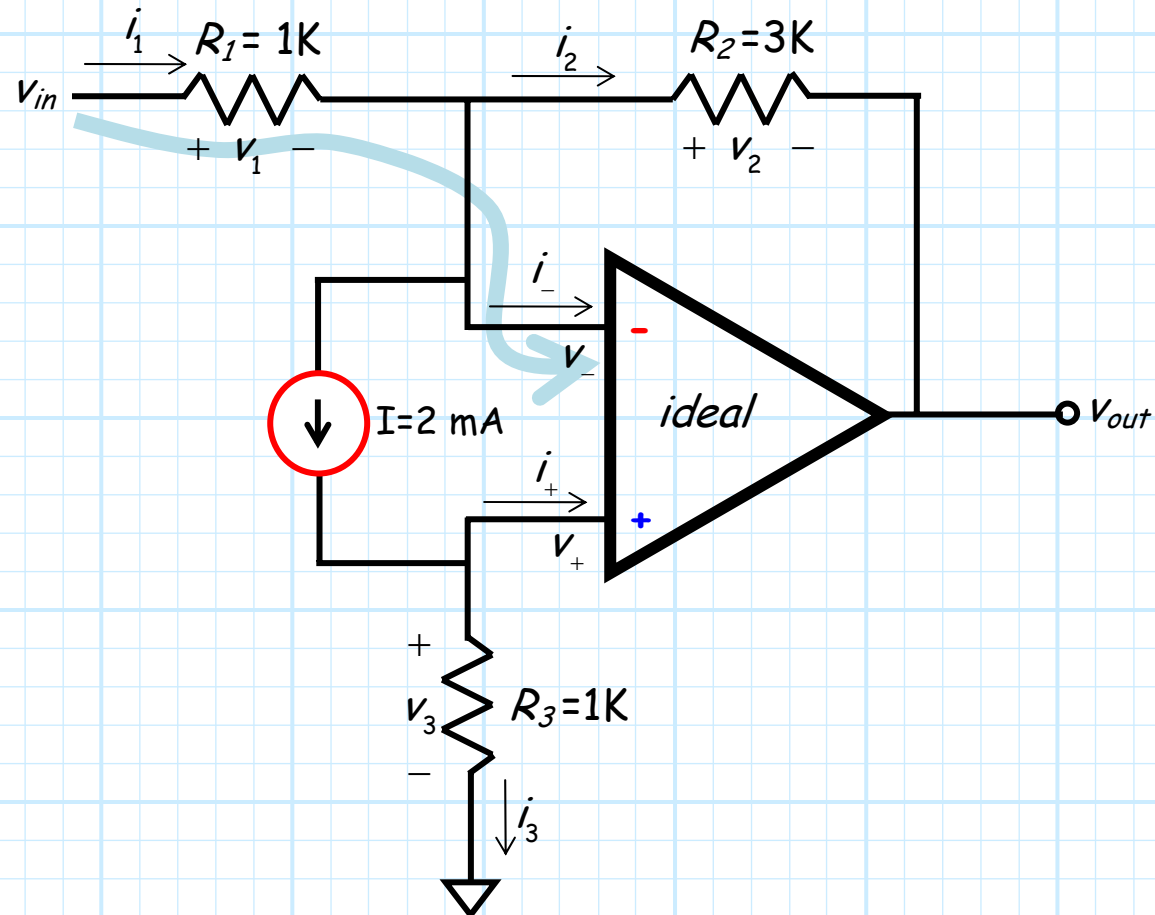 i₁
R₁= 1K
i₂
R₂=3K
vᵢₙ
+ v₁ −
+ v₂ −
i₋
-
v₋
I=2 mA
ideal
vₒᵤₜ
i₊
+
v₊
+
v₃
R₃=1K
−
i₃